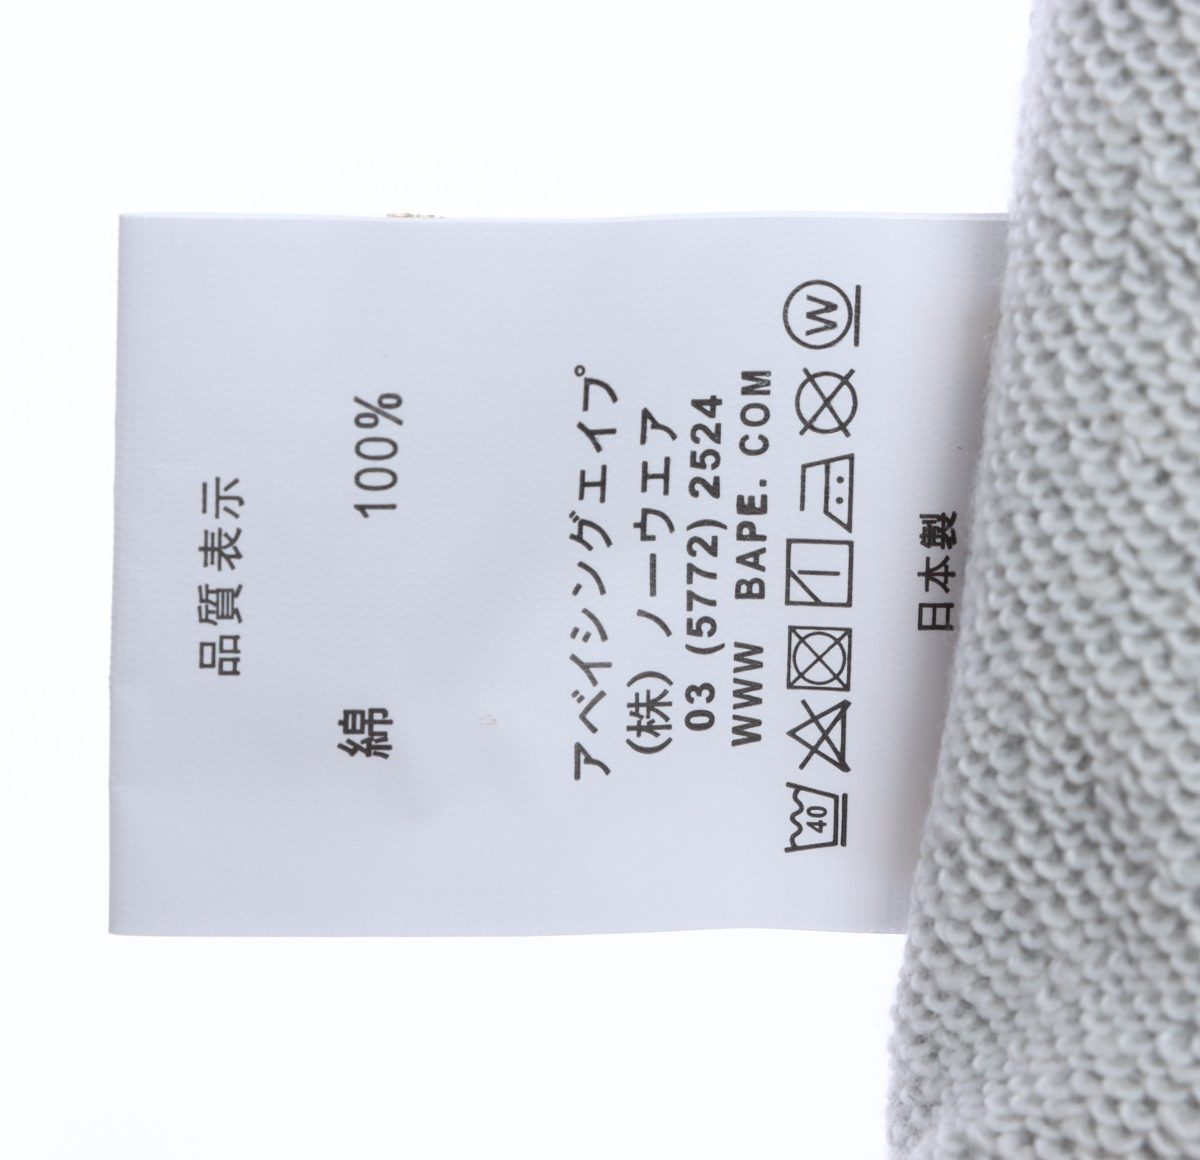 品質表示
綿 100%
アベイシングエイプ
(株)ノーウエア
03 (5772) 2524
WWW BAPE. COM
40 W
日本製